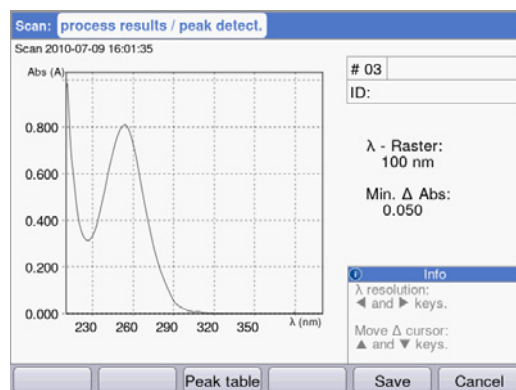 Scan: process results / peak detect.
Scan 2010-07-09 16:01:35
Abs (A)
0.800
0.600
0.400
0.200
0.000
230 260 290 320 350 λ (nm)
# 03
ID:
λ - Raster:
100 nm
Min. Δ Abs:
0.050
Info
λ resolution:
◀ and ▶ keys.
Move Δ cursor:
▲ and ▼ keys.
Peak table
Save
Cancel